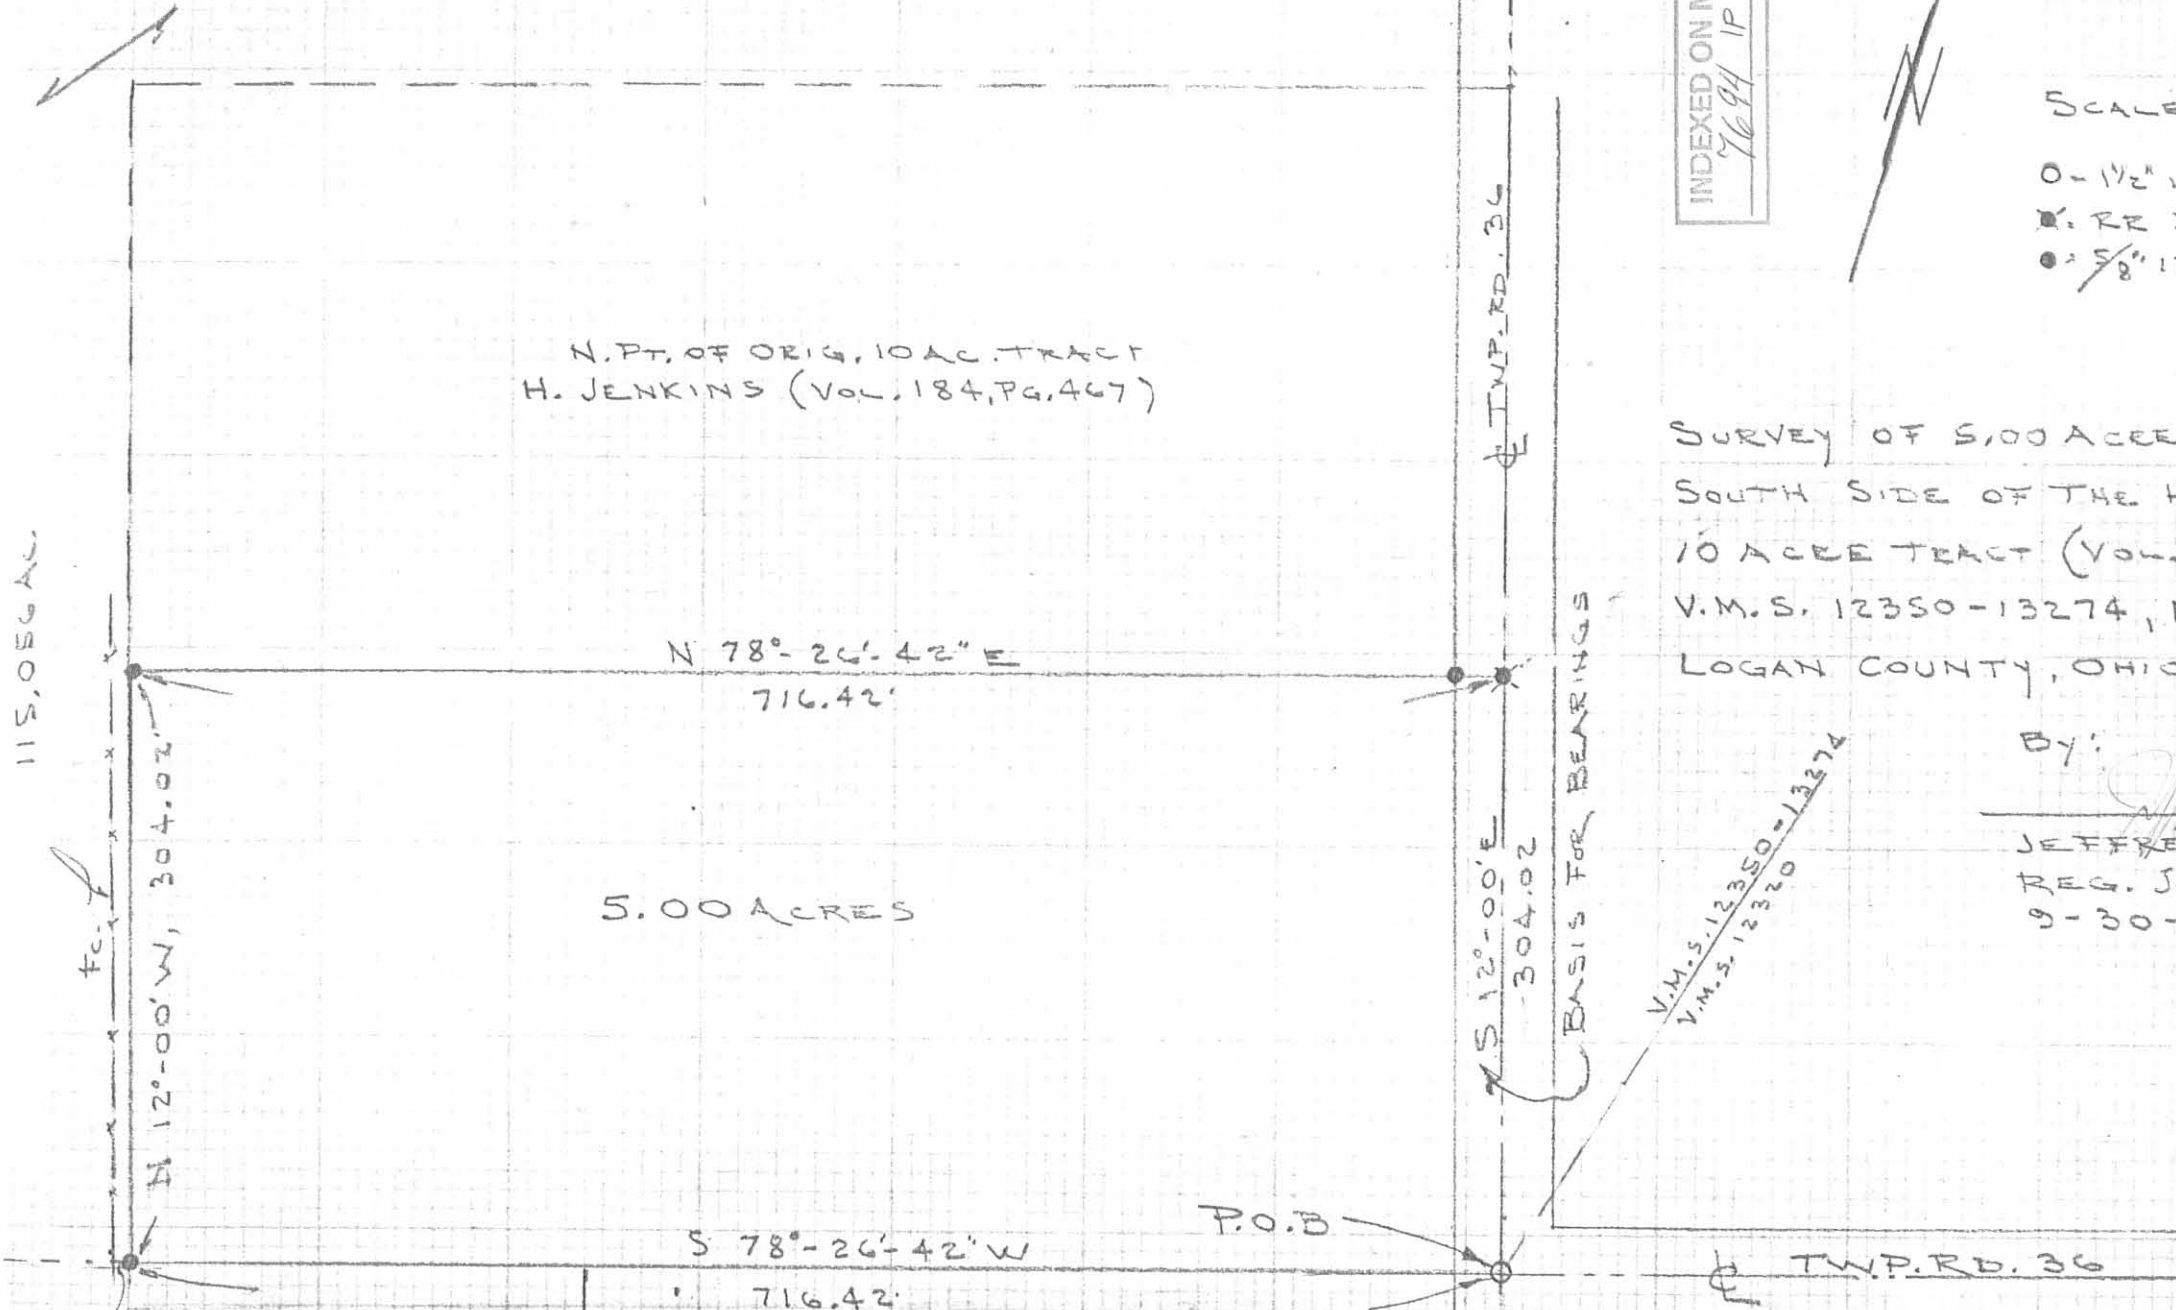 INDEXED ON
7694 IP
N
SCALE
O- 1½"
RR
●= 5/8"
N. PT. OF ORIG. 10 AC. TRACT
H. JENKINS (VOL. 184, PG. 467)
TWP. RD. 36
SURVEY OF 5.00 ACRE
SOUTH SIDE OF THE H
10 ACRE TRACT (VOL.
V.M.S. 12350-13274,
LOGAN COUNTY, OHIO
By:
JEFFRE
REG. S
9-30-
115.056 AC.
N 78°-26'-42" E
716.42'
N. 12°-00' W, 304.02'
Fc.
5.00 ACRES
S 12°-00' E
304.02
BASIS FOR BEARINGS
V.M.S. 12350-13274
V.M.S. 12320
P.O.B
S 78°-26'-42" W
716.42'
TWP. RD. 36